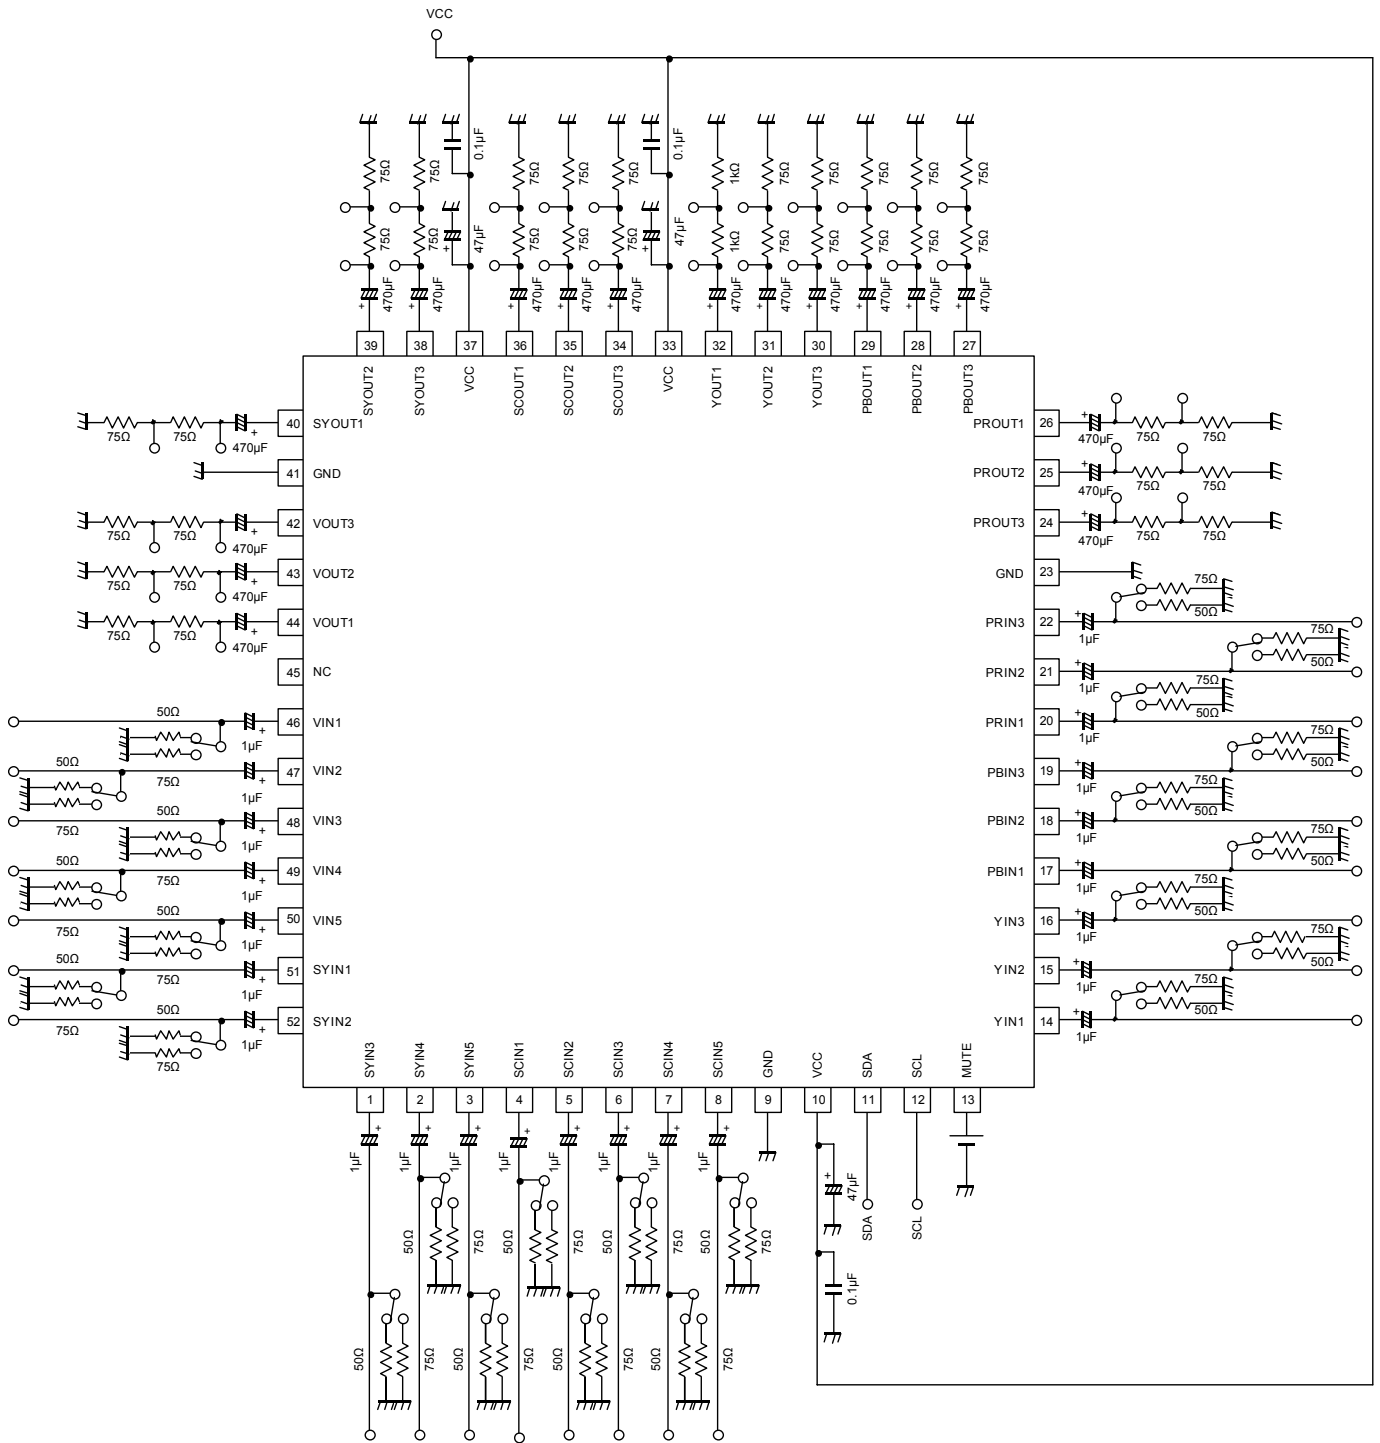 VCC
75Ω 75Ω 0.1µF 75Ω 75Ω 75Ω 0.1µF 1kΩ 75Ω 75Ω 75Ω 75Ω 75Ω
75Ω 75Ω 47µF 75Ω 75Ω 75Ω 47µF 1kΩ 75Ω 75Ω 75Ω 75Ω 75Ω
+ + +
470µF 470µF 470µF 470µF 470µF 470µF 470µF 470µF 470µF 470µF 470µF
+ + + + + + + + + + +
39 38 37 36 35 34 33 32 31 30 29 28 27
SYOUT2 SYOUT3 VCC SCOUT1 SCOUT2 SCOUT3 VCC YOUT1 YOUT2 YOUT3 PBOUT1 PBOUT2 PBOUT3
75Ω 75Ω 470µF + 40 SYOUT1
41 GND
75Ω 75Ω 470µF + 42 VOUT3
75Ω 75Ω 470µF + 43 VOUT2
75Ω 75Ω 470µF + 44 VOUT1
45 NC
50Ω 1µF + 46 VIN1
50Ω 75Ω 1µF + 47 VIN2
75Ω 50Ω 1µF + 48 VIN3
50Ω 75Ω 1µF + 49 VIN4
75Ω 50Ω 1µF + 50 VIN5
50Ω 75Ω 1µF + 51 SYIN1
75Ω 50Ω 1µF + 52 SYIN2
75Ω
PROUT1 26 + 470µF 75Ω 75Ω
PROUT2 25 + 470µF 75Ω 75Ω
PROUT3 24 + 470µF 75Ω 75Ω
GND 23
PRIN3 22 + 1µF 75Ω 50Ω
PRIN2 21 + 1µF 75Ω 50Ω
PRIN1 20 + 1µF 75Ω 50Ω
PBIN3 19 + 1µF 75Ω 50Ω
PBIN2 18 + 1µF 75Ω 50Ω
PBIN1 17 + 1µF 75Ω 50Ω
YIN3 16 + 1µF 75Ω 50Ω
YIN2 15 + 1µF 75Ω 50Ω
YIN1 14 + 1µF 75Ω 50Ω
SYIN3 SYIN4 SYIN5 SCIN1 SCIN2 SCIN3 SCIN4 SCIN5 GND VCC SDA SCL MUTE
1 2 3 4 5 6 7 8 9 10 11 12 13
+ + + + + + + +
1µF 1µF 1µF 1µF 1µF 1µF 1µF 1µF
+ 47µF SDA SCL
50Ω 75Ω 50Ω 75Ω 50Ω 75Ω 50Ω 75Ω
0.1µF
50Ω 75Ω 50Ω 75Ω 50Ω 75Ω 50Ω 75Ω